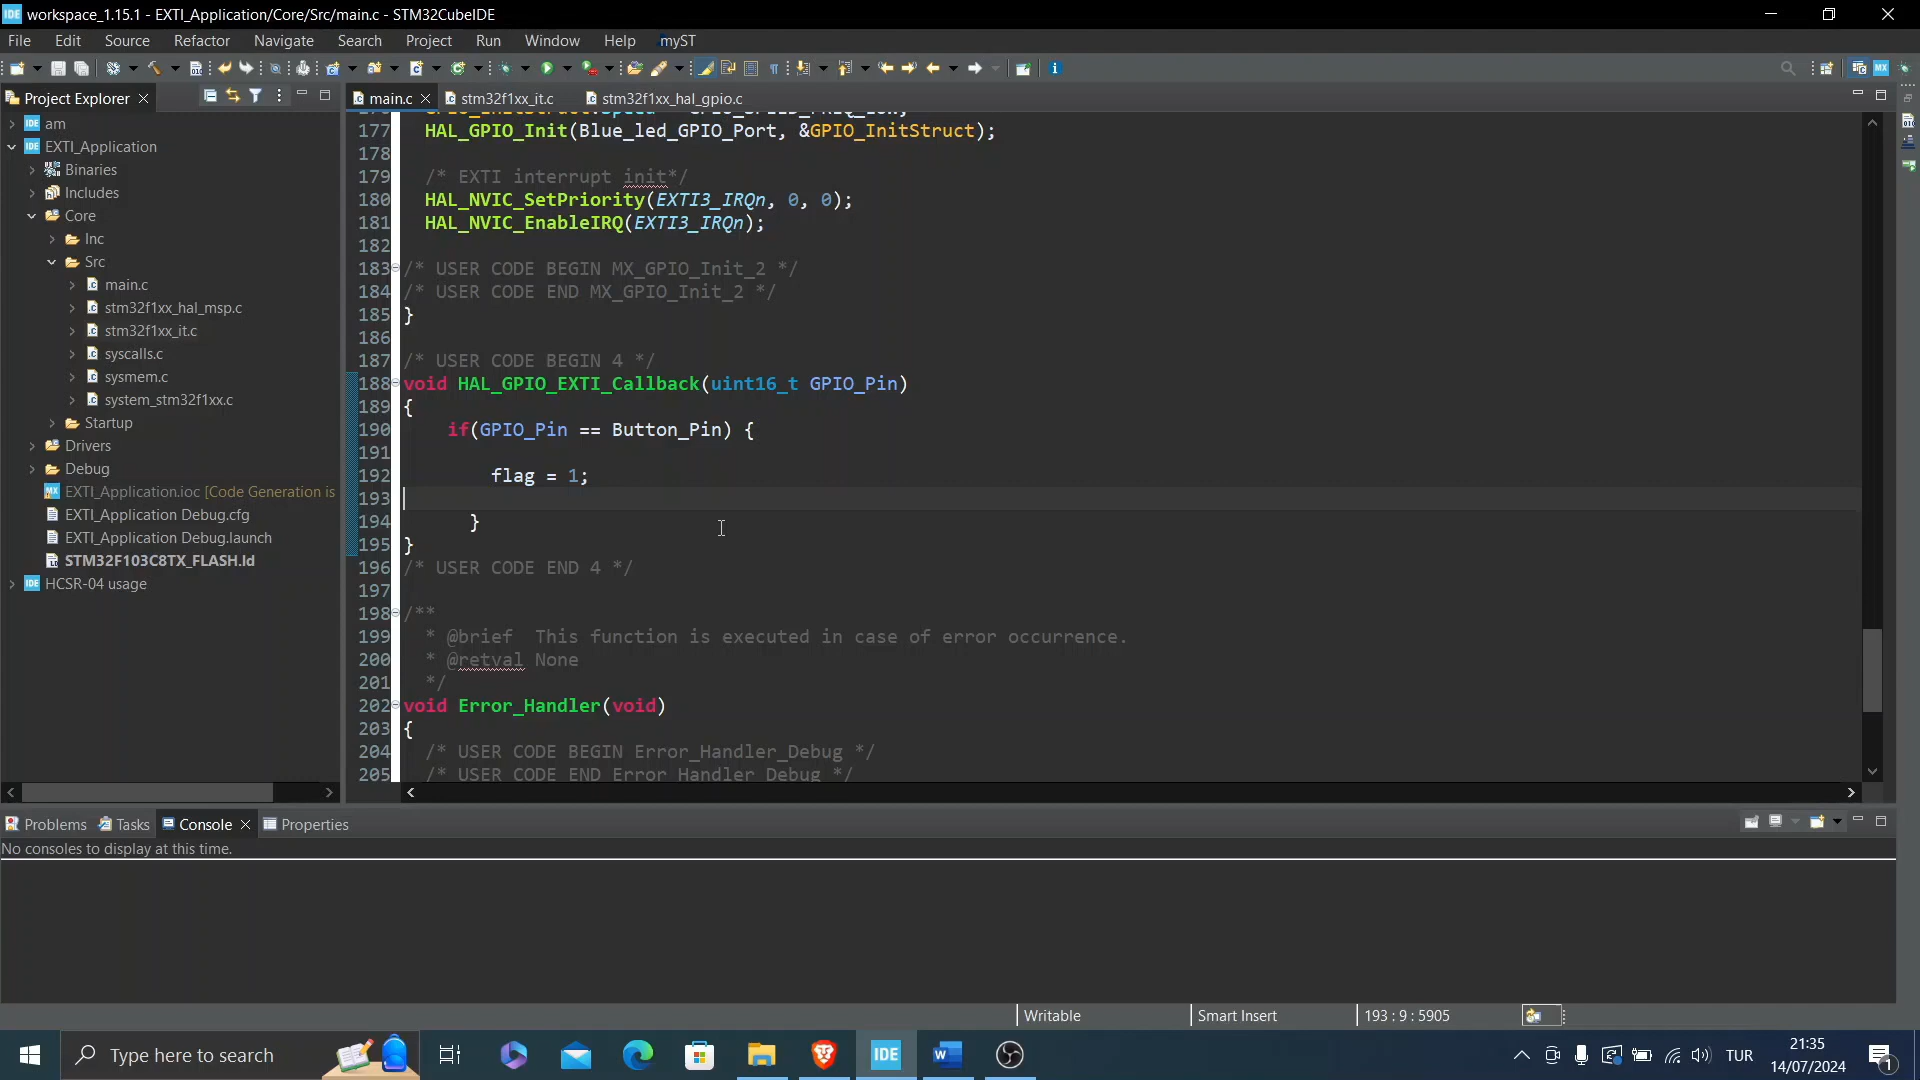 IDE workspace_1.15.1 - EXTI_Application/Core/Src/main.c - STM32CubeIDE
File Edit Source Refactor Navigate Search Project Run Window Help myST
Project Explorer
main.c stm32f1xx_it.c stm32f1xx_hal_gpio.c
IDE am
IDE EXTI_Application
Binaries
Includes
Core
Inc
Src
main.c
stm32f1xx_hal_msp.c
stm32f1xx_it.c
syscalls.c
sysmem.c
system_stm32f1xx.c
Startup
Drivers
Debug
MX EXTI_Application.ioc [Code Generation is
EXTI_Application Debug.cfg
EXTI_Application Debug.launch
STM32F103C8TX_FLASH.ld
IDE HCSR-04 usage
177 HAL_GPIO_Init(Blue_led_GPIO_Port, &GPIO_InitStruct);
178
179 /* EXTI interrupt init*/
180 HAL_NVIC_SetPriority(EXTI3_IRQn, 0, 0);
181 HAL_NVIC_EnableIRQ(EXTI3_IRQn);
182
183 /* USER CODE BEGIN MX_GPIO_Init_2 */
184 /* USER CODE END MX_GPIO_Init_2 */
185 }
186
187 /* USER CODE BEGIN 4 */
188 void HAL_GPIO_EXTI_Callback(uint16_t GPIO_Pin)
189 {
190 if(GPIO_Pin == Button_Pin) {
191
192 flag = 1;
193
194 }
195 }
196 /* USER CODE END 4 */
197
198 /**
199 * @brief This function is executed in case of error occurrence.
200 * @retval None
201 */
202 void Error_Handler(void)
203 {
204 /* USER CODE BEGIN Error_Handler_Debug */
205 /* USER CODE END Error_Handler_Debug */
Problems Tasks Console Properties
No consoles to display at this time.
Writable Smart Insert 193 : 9 : 5905
Type here to search
IDE
TUR
21:35
14/07/2024
1